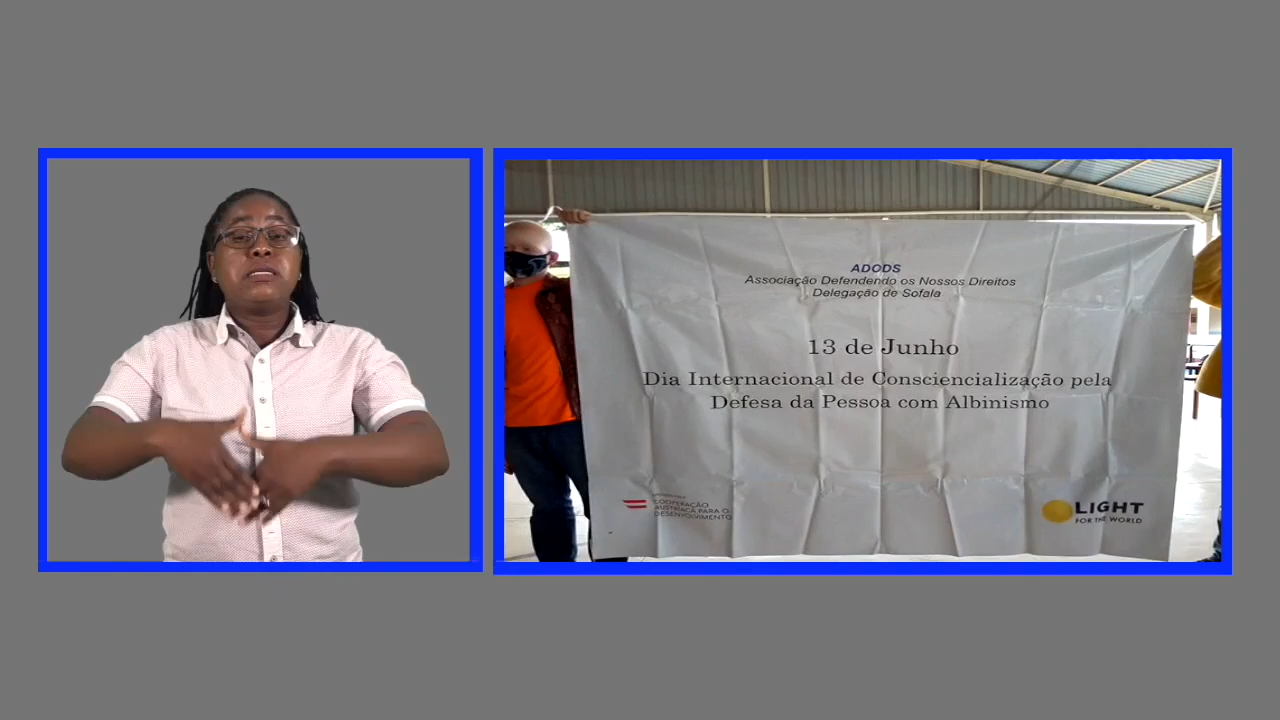 ADODS
Associação Defendendo os Nossos Direitos
Delegação de Sofala
13 de Junho
Dia Internacional de Consciencialização pela
Defesa da Pessoa com Albinismo
COOPERAÇÃO
AUSTRÍACA PARA O
DESENVOLVIMENTO
LIGHT
FOR THE WORLD